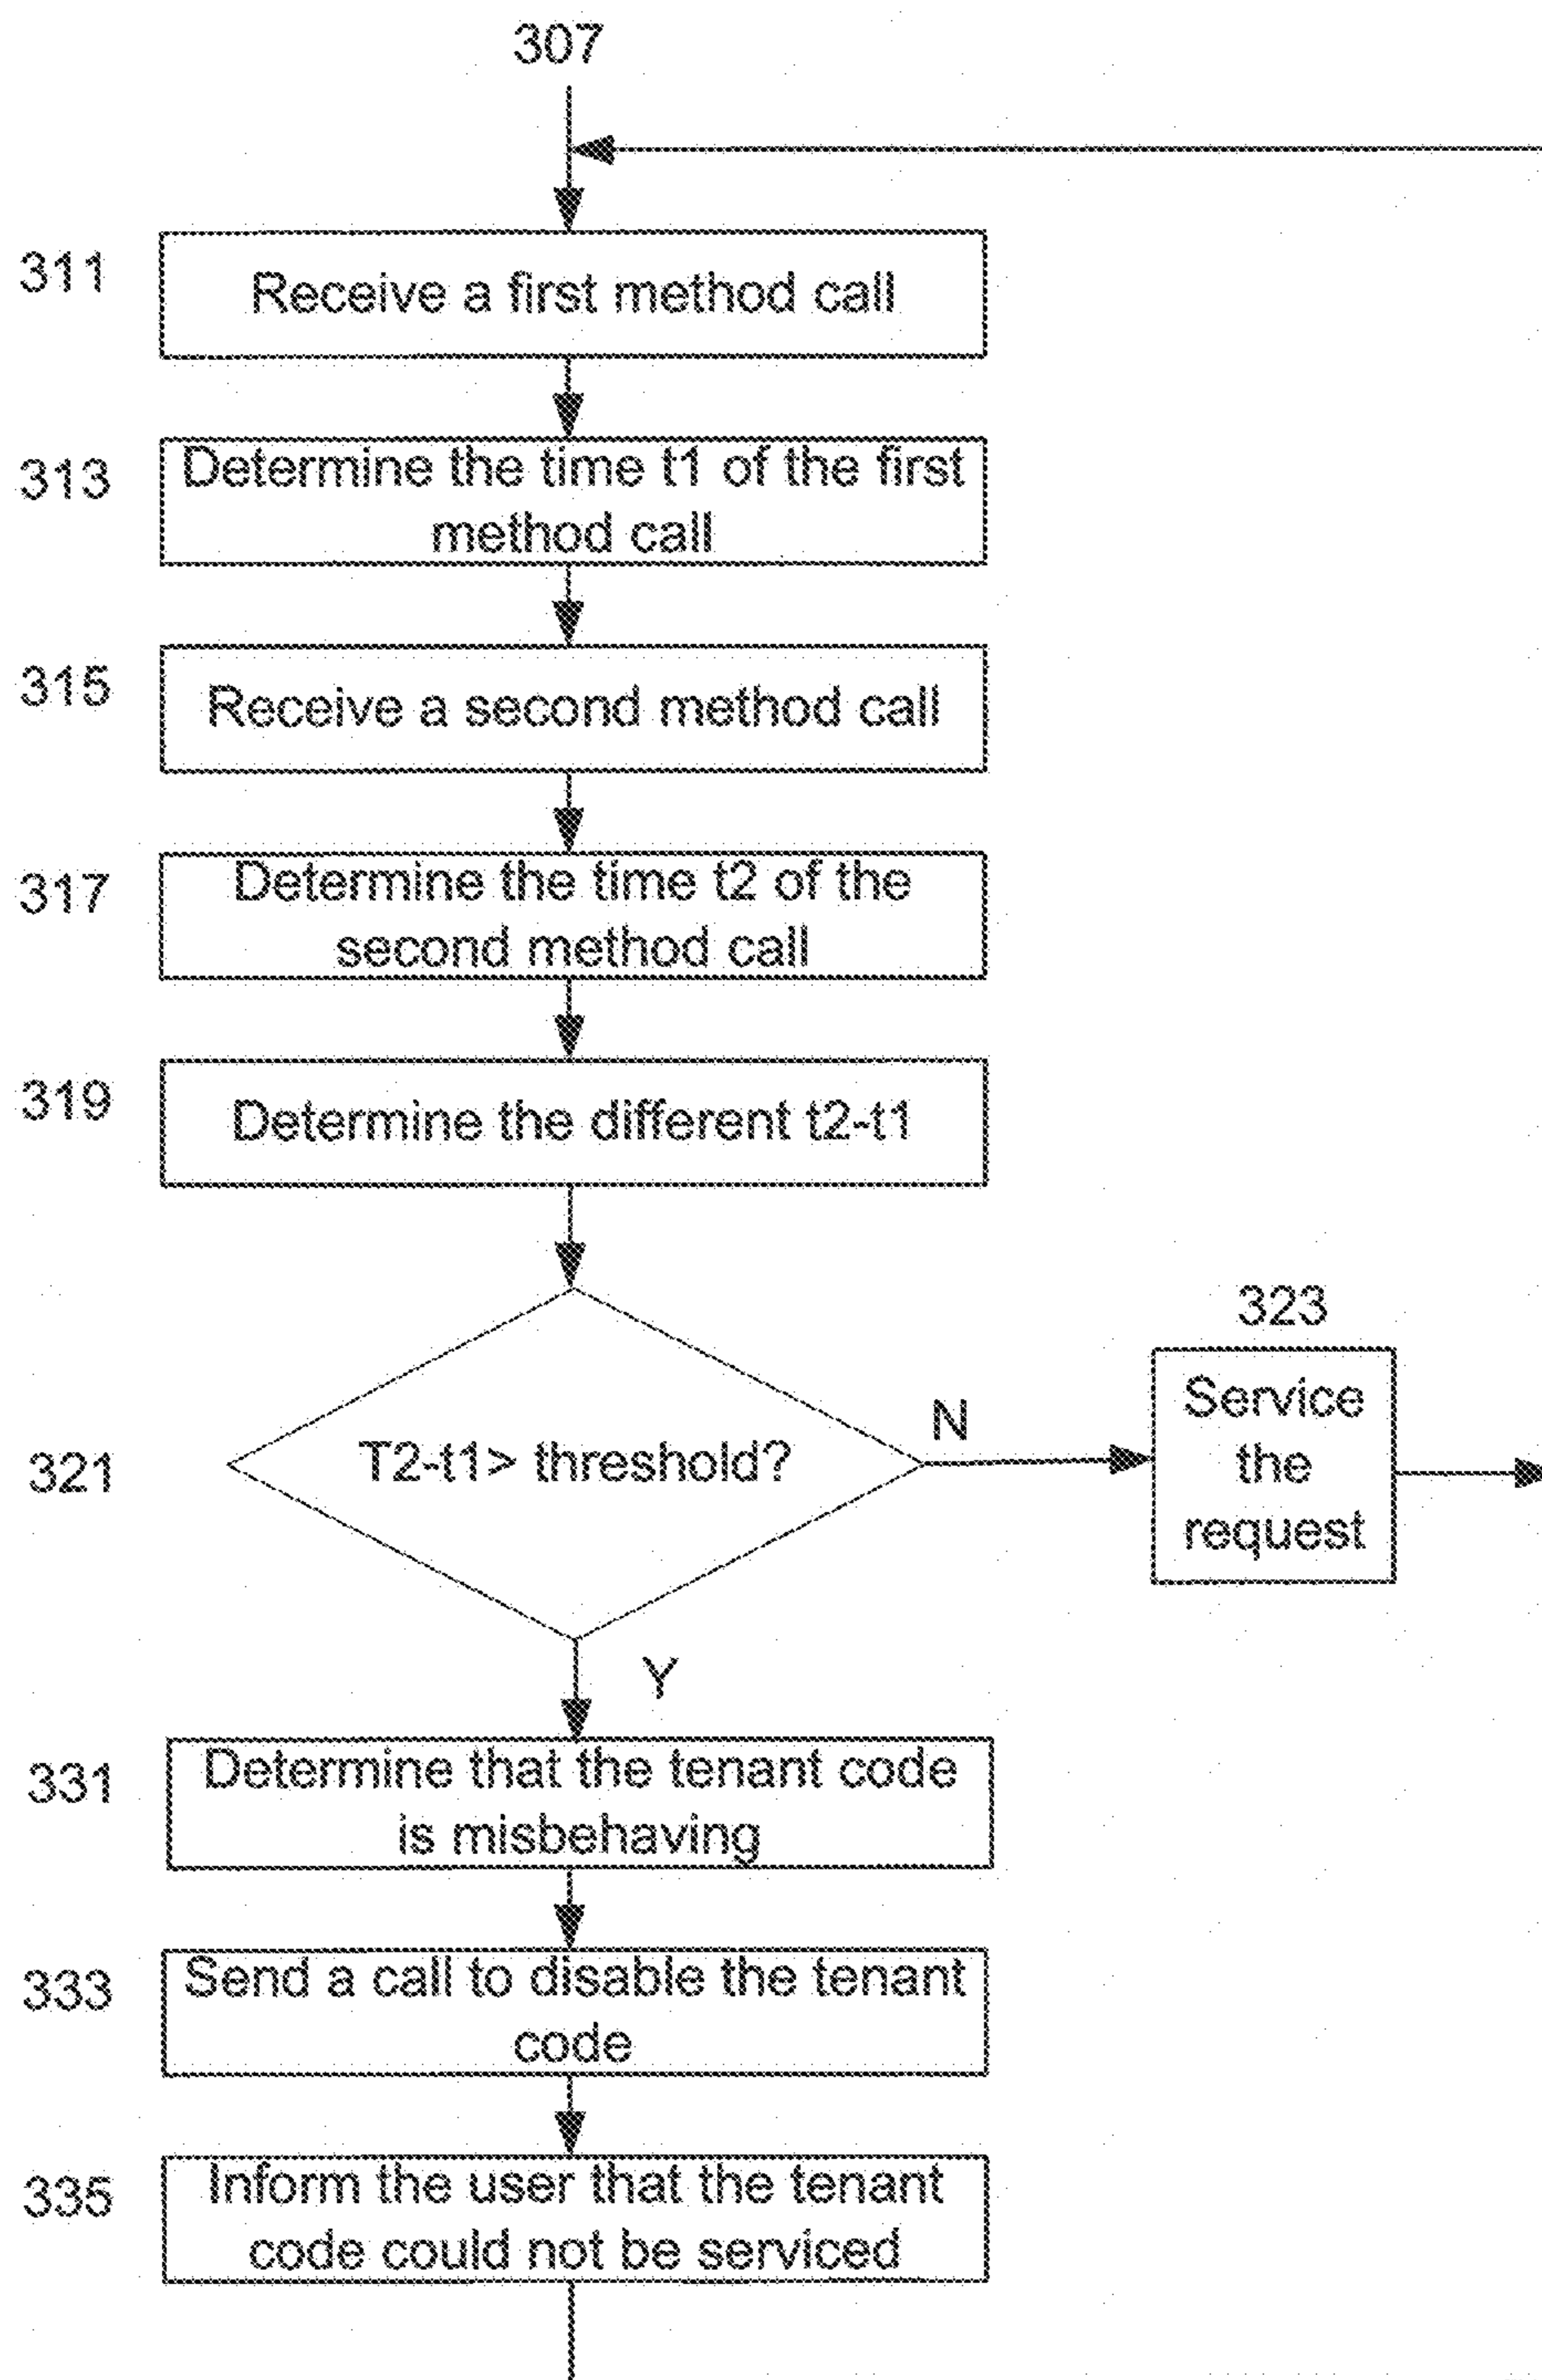 307
311
Receive a first method call
313
Determine the time t1 of the first
method call
315
Receive a second method call
317
Determine the time t2 of the
second method call
319
Determine the different t2-t1
323
Service
the
request
N
321
T2-t1> threshold?
Y
331
Determine that the tenant code
is misbehaving
333
Send a call to disable the tenant
code
335
Inform the user that the tenant
code could not be serviced